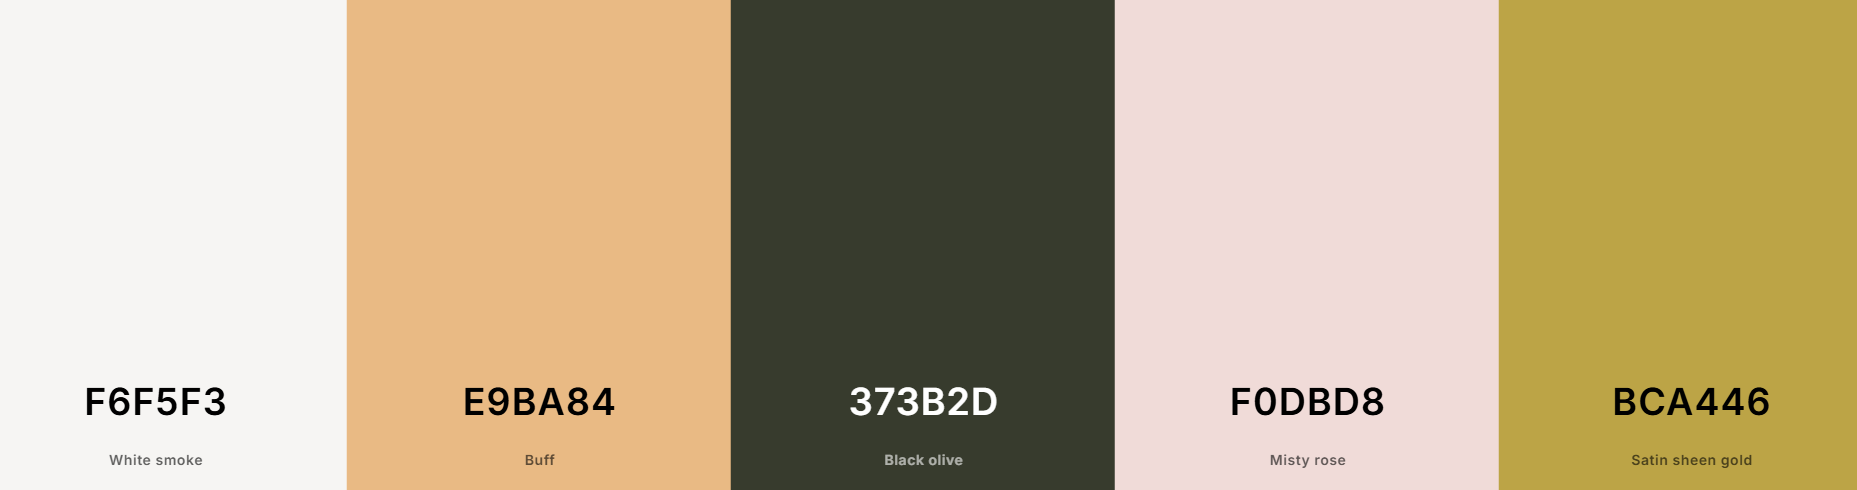 F6F5F3
White smoke
E9BA84
Buff
373B2D
Black olive
F0DBD8
Misty rose
BCA446
Satin sheen gold